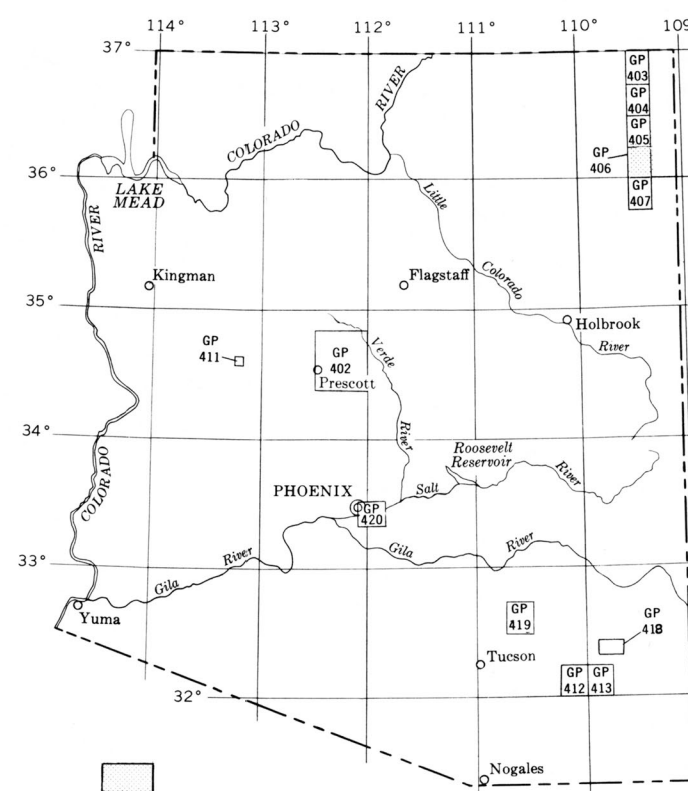 114° 113° 112° 111° 110° 109
37°
GP
403
GP
404
GP
405
GP
406
GP
407
RIVER
COLORADO
36°
LAKE
MEAD
RIVER
Little
Colorado
River
Kingman
Flagstaff
35°
Holbrook
GP
411
GP
402
Prescott
Verde
River
34°
COLORADO
Roosevelt
Reservoir
River
PHOENIX
Salt
GP
420
33°
Gila
River
Gila
River
Yuma
GP
419
GP
418
Tucson
GP
412
GP
413
32°
Nogales